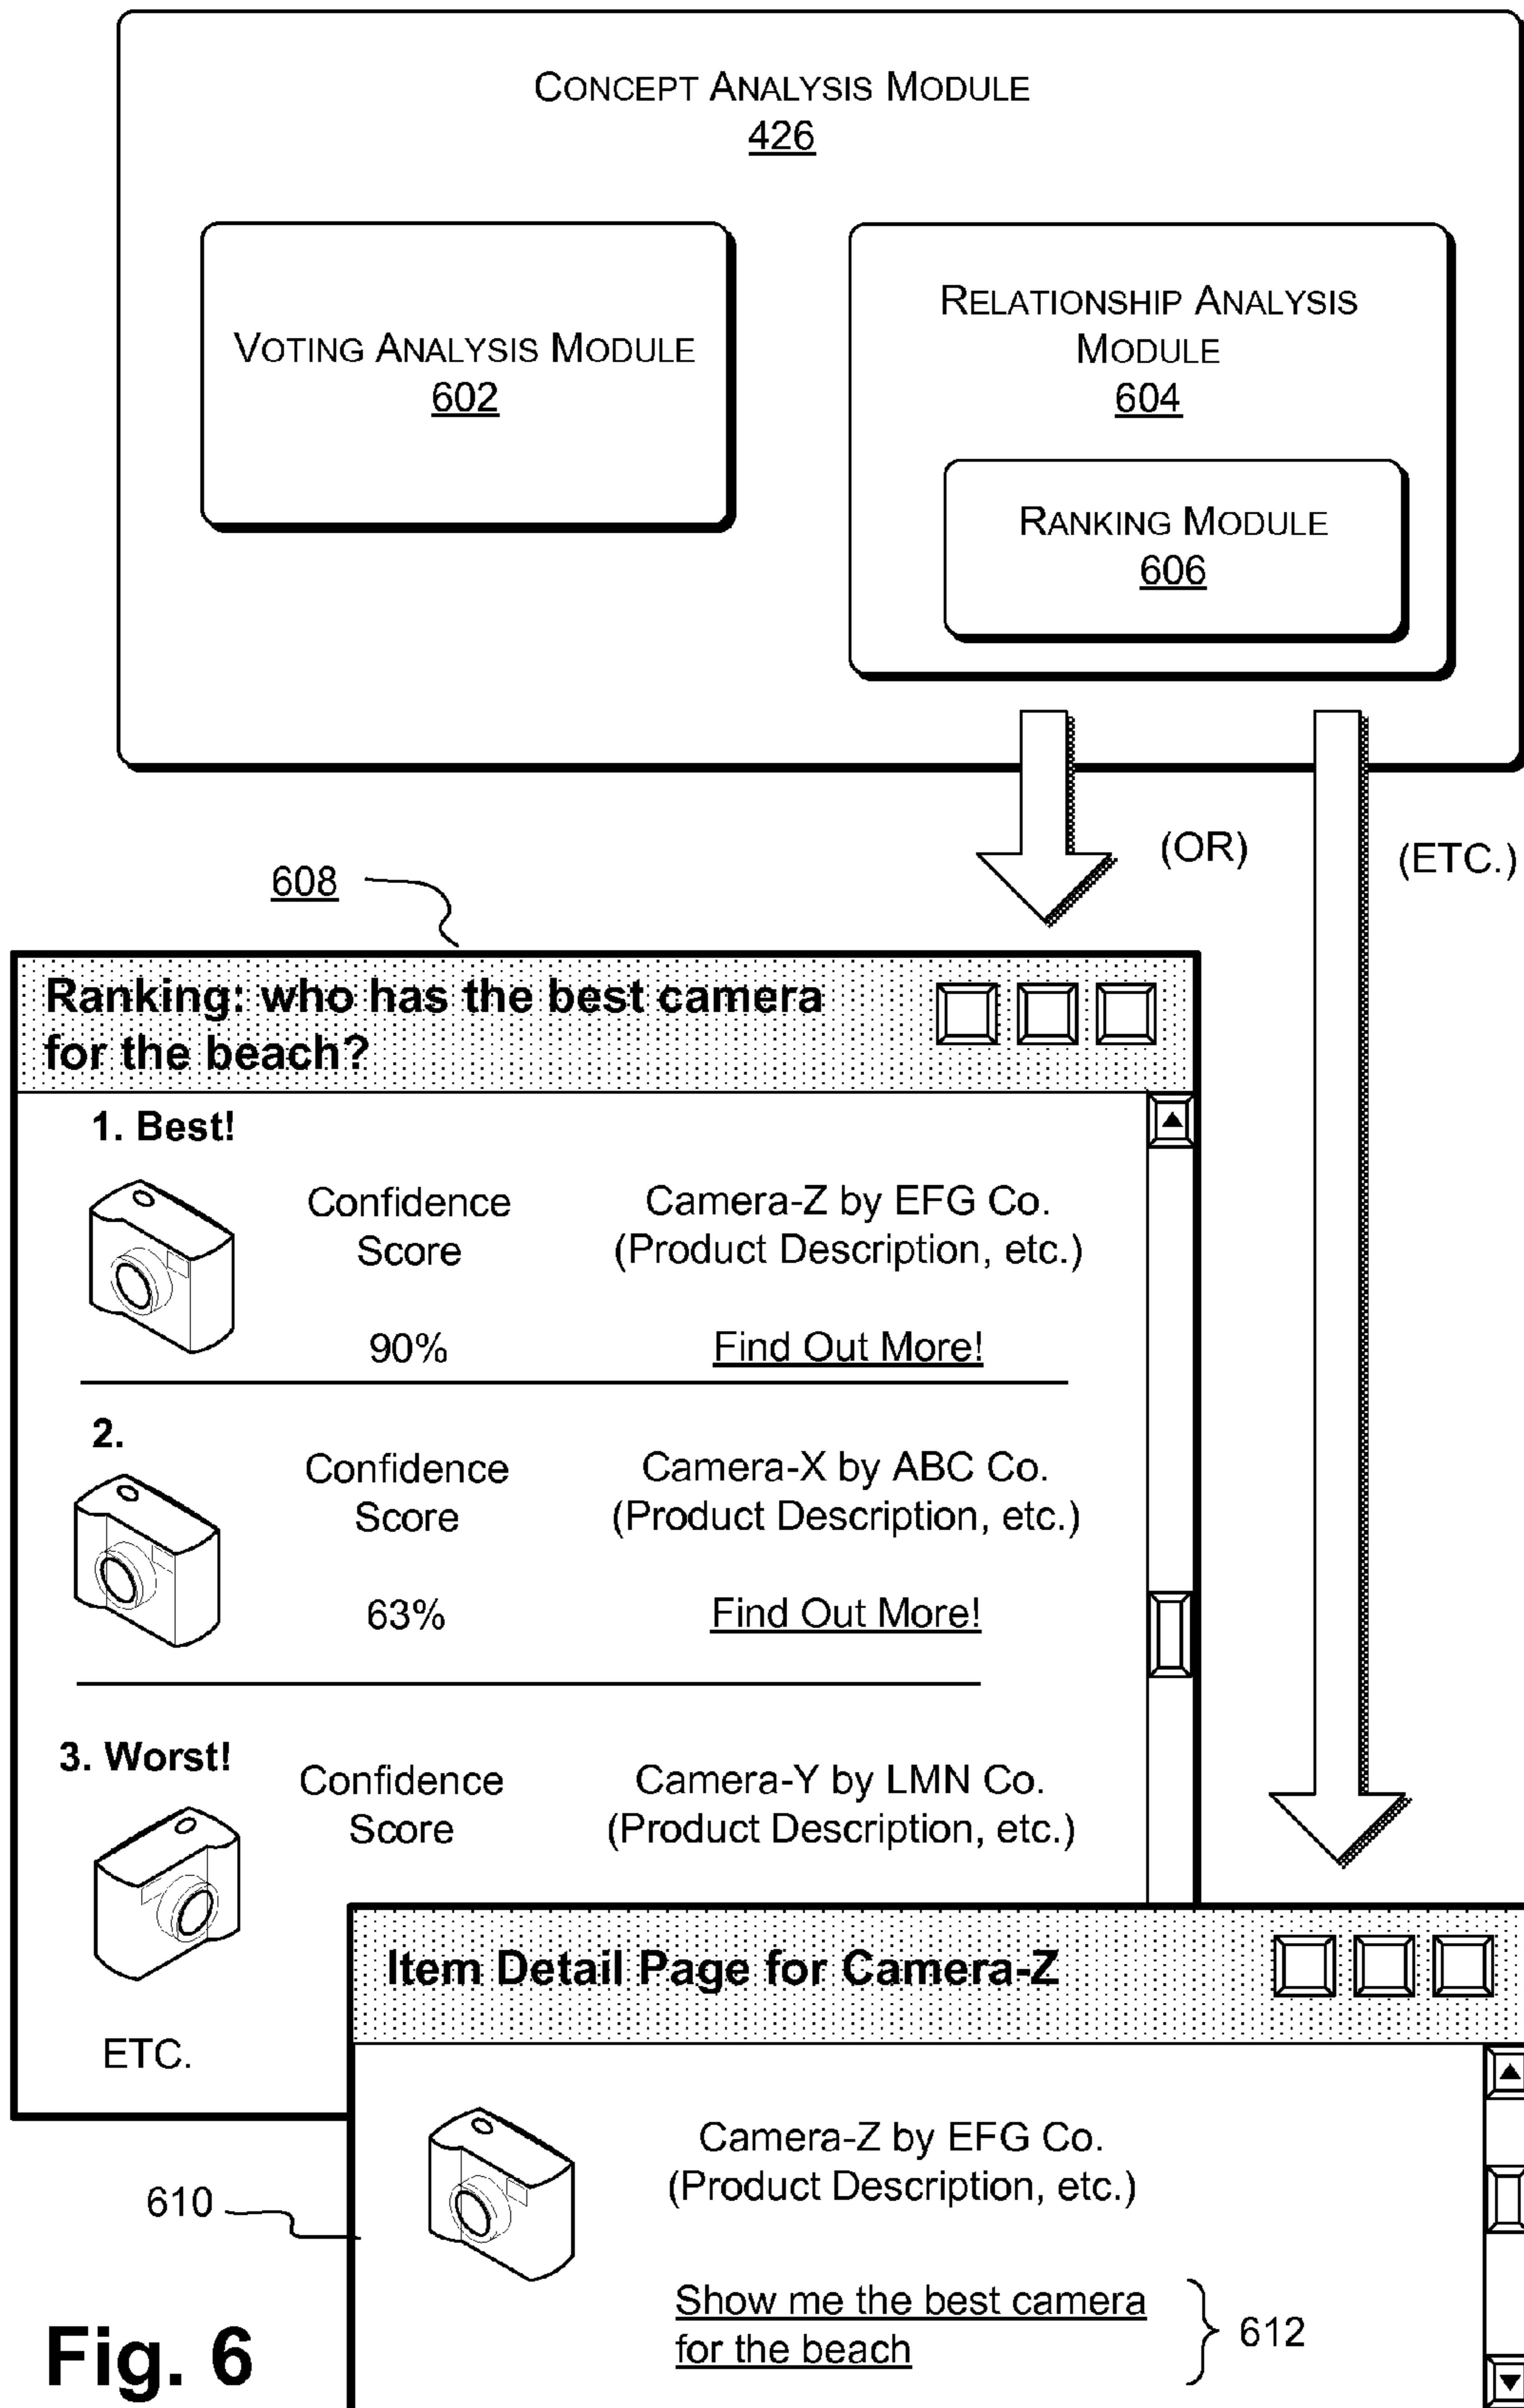 CONCEPT ANALYSIS MODULE
426
VOTING ANALYSIS MODULE
602
RELATIONSHIP ANALYSIS
MODULE
604
RANKING MODULE
606
(OR)
(ETC.)
608
Ranking: who has the best camera
for the beach?
1. Best!
Confidence
Score
Camera-Z by EFG Co.
(Product Description, etc.)
90%
Find Out More!
2.
Confidence
Score
Camera-X by ABC Co.
(Product Description, etc.)
63%
Find Out More!
3. Worst!
Confidence
Score
Camera-Y by LMN Co.
(Product Description, etc.)
ETC.
Item Detail Page for Camera-Z
Camera-Z by EFG Co.
(Product Description, etc.)
610
Show me the best camera
for the beach
612
Fig. 6